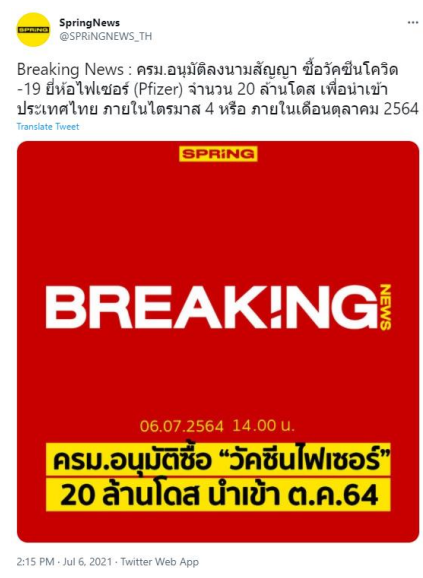 SpringNews
@SPRiNGNEWS_TH
Breaking News : ครม.อนุมัติลงนามสัญญา ซื้อวัคซีนโควิด
-19 ยี่ห้อไฟเซอร์ (Pfizer) จำนวน 20 ล้านโดส เพื่อนำเข้า
ประเทศไทย ภายในไตรมาส 4 หรือ ภายในเดือนตุลาคม 2564
Translate Tweet
SPRiNG
BREAK!NG
NEWS
06.07.2564 14.00 น.
ครม.อนุมัติซื้อ “วัคซีนไฟเซอร์”
20 ล้านโดส นำเข้า ต.ค.64
2:15 PM · Jul 6, 2021 · Twitter Web App